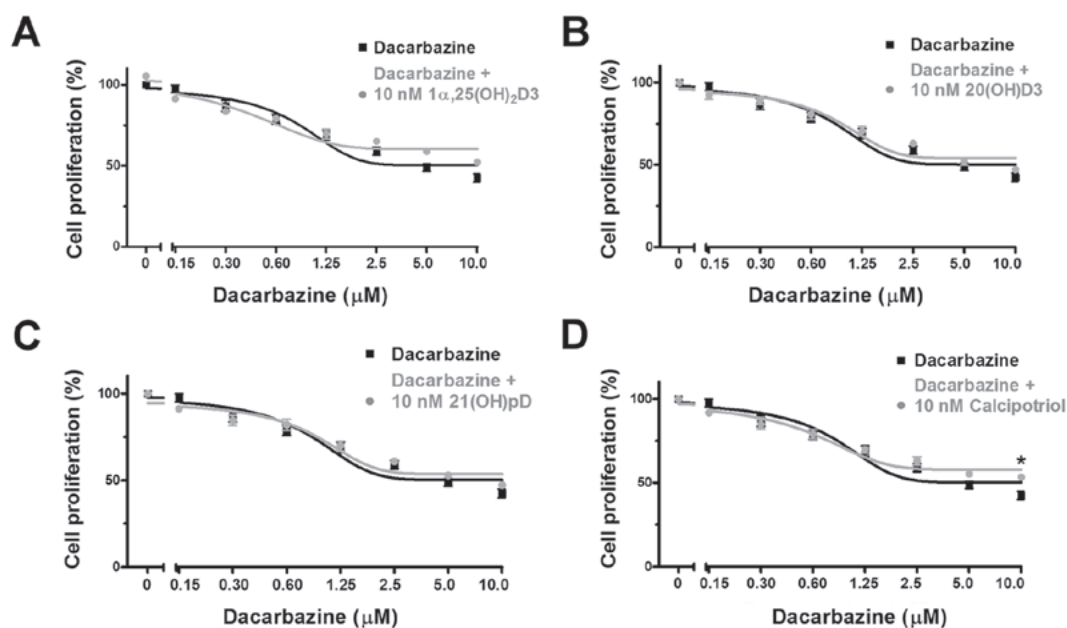 A
Dacarbazine
Dacarbazine +
10 nM 1α,25(OH)₂D3
Cell proliferation (%)
100
50
0
0 0.15 0.30 0.60 1.25 2.5 5.0 10.0
Dacarbazine (μM)
B
Dacarbazine
Dacarbazine +
10 nM 20(OH)D3
Cell proliferation (%)
100
50
0
0 0.15 0.30 0.60 1.25 2.5 5.0 10.0
Dacarbazine (μM)
C
Dacarbazine
Dacarbazine +
10 nM 21(OH)pD
Cell proliferation (%)
100
50
0
0 0.15 0.30 0.60 1.25 2.5 5.0 10.0
Dacarbazine (μM)
D
Dacarbazine
Dacarbazine +
10 nM Calcipotriol
*
Cell proliferation (%)
100
50
0
0 0.15 0.30 0.60 1.25 2.5 5.0 10.0
Dacarbazine (μM)